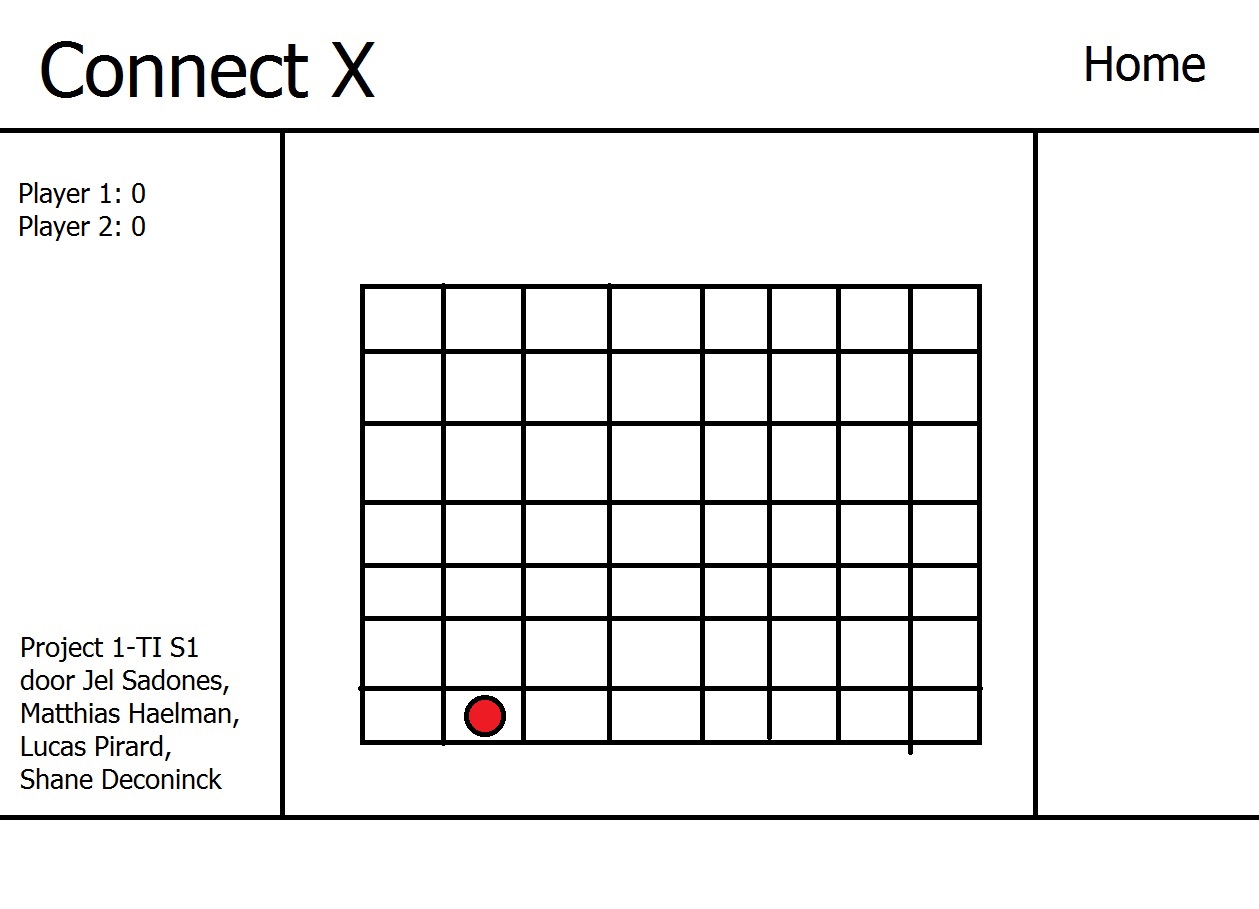 Connect X
Home
Player 1: 0
Player 2: 0
Project 1-TI S1
door Jel Sadones,
Matthias Haelman,
Lucas Pirard,
Shane Deconinck